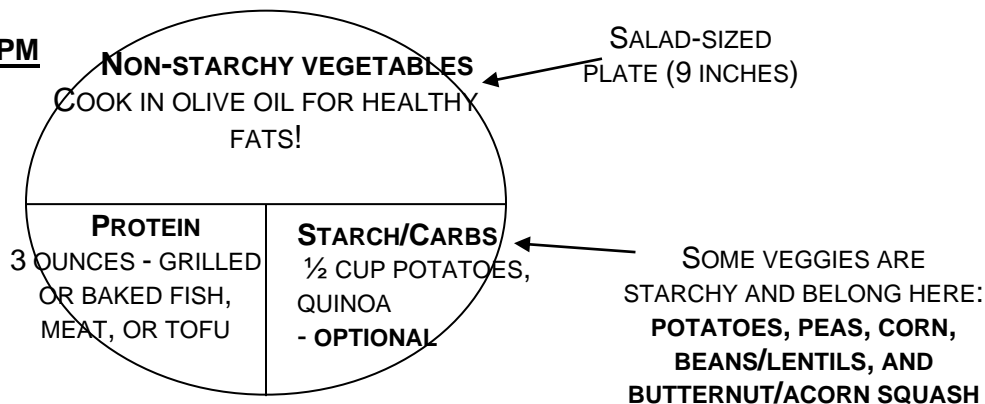 PM
NON-STARCHY VEGETABLES
COOK IN OLIVE OIL FOR HEALTHY
FATS!
SALAD-SIZED
PLATE (9 INCHES)
PROTEIN
3 OUNCES - GRILLED
OR BAKED FISH,
MEAT, OR TOFU
STARCH/CARBS
½ CUP POTATOES,
QUINOA
- OPTIONAL
SOME VEGGIES ARE
STARCHY AND BELONG HERE:
POTATOES, PEAS, CORN,
BEANS/LENTILS, AND
BUTTERNUT/ACORN SQUASH